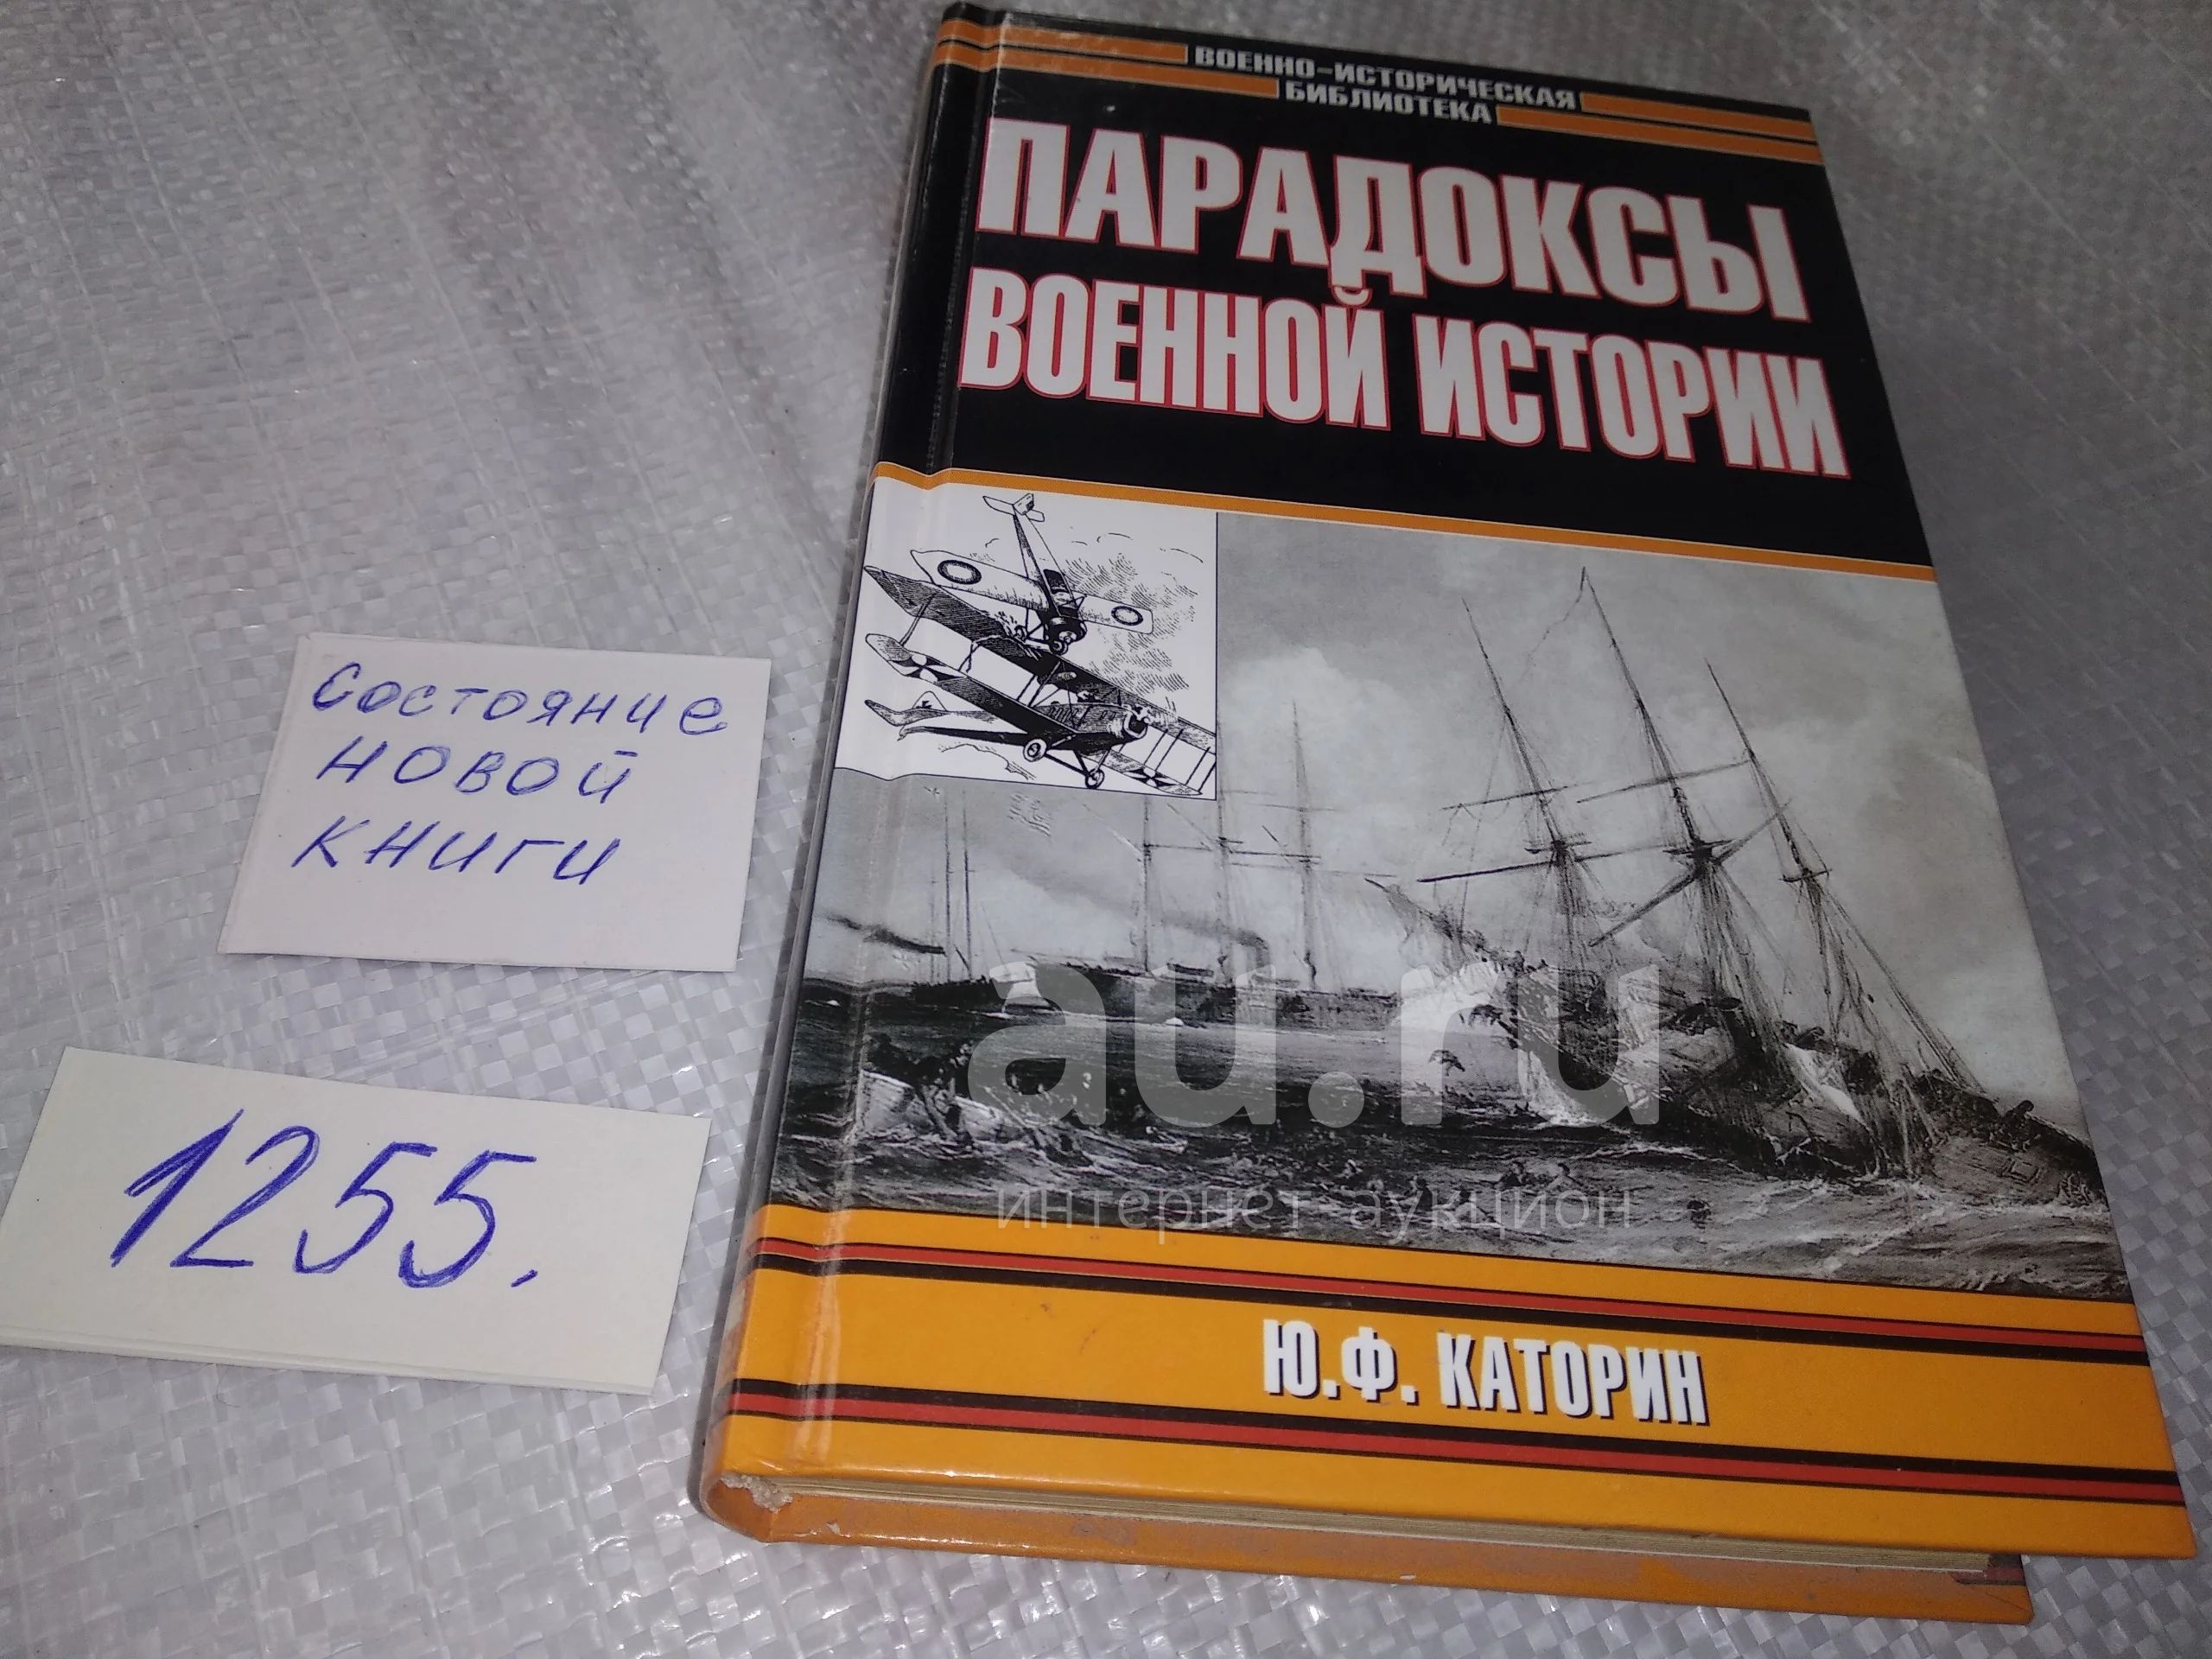 ВОЕННО-ИСТОРИЧЕСКАЯ
БИБЛИОТЕКА
ПАРАДОКСЫ
ВОЕННОЙ ИСТОРИИ
Состояние
новой
книги
1255.
au.ru
интернет аукцион
Ю.Ф. КАТОРИН